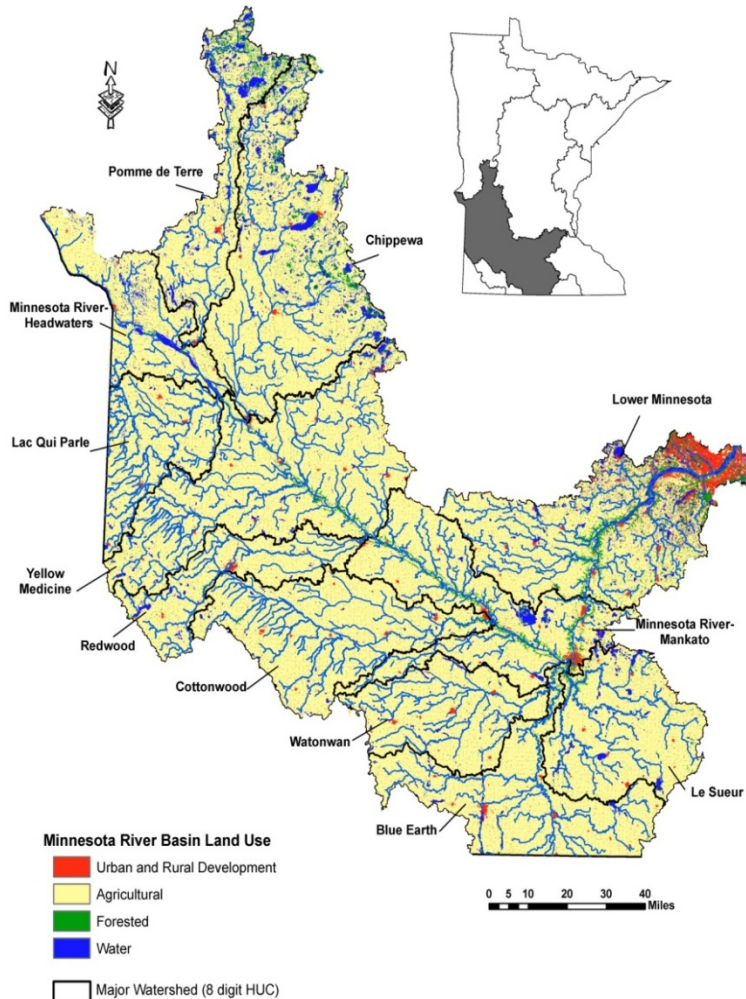 N
Pomme de Terre
Chippewa
Minnesota River-
Headwaters
Lower Minnesota
Lac Qui Parle
Yellow
Medicine
Redwood
Minnesota River-
Mankato
Cottonwood
Watonwan
Le Sueur
Blue Earth
Minnesota River Basin Land Use
Urban and Rural Development
Agricultural
Forested
Water
Major Watershed (8 digit HUC)
0 5 10 20 30 40
Miles